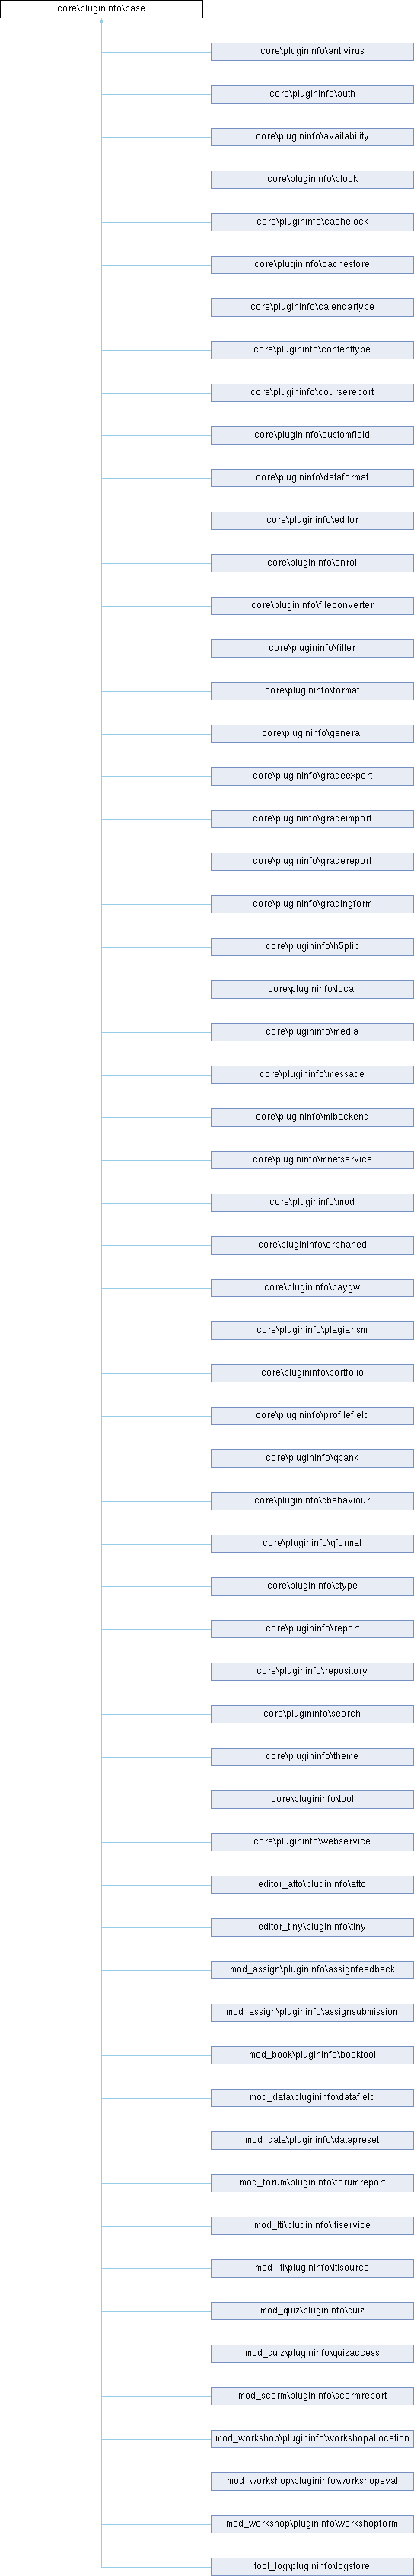 core\plugininfo\base
core\plugininfo\antivirus
core\plugininfo\auth
core\plugininfo\availability
core\plugininfo\block
core\plugininfo\cachelock
core\plugininfo\cachestore
core\plugininfo\calendartype
core\plugininfo\contenttype
core\plugininfo\coursereport
core\plugininfo\customfield
core\plugininfo\dataformat
core\plugininfo\editor
core\plugininfo\enrol
core\plugininfo\fileconverter
core\plugininfo\filter
core\plugininfo\format
core\plugininfo\general
core\plugininfo\gradeexport
core\plugininfo\gradeimport
core\plugininfo\gradereport
core\plugininfo\gradingform
core\plugininfo\h5plib
core\plugininfo\local
core\plugininfo\media
core\plugininfo\message
core\plugininfo\mlbackend
core\plugininfo\mnetservice
core\plugininfo\mod
core\plugininfo\orphaned
core\plugininfo\paygw
core\plugininfo\plagiarism
core\plugininfo\portfolio
core\plugininfo\profilefield
core\plugininfo\qbank
core\plugininfo\qbehaviour
core\plugininfo\qformat
core\plugininfo\qtype
core\plugininfo\report
core\plugininfo\repository
core\plugininfo\search
core\plugininfo\theme
core\plugininfo\tool
core\plugininfo\webservice
editor_atto\plugininfo\atto
editor_tiny\plugininfo\tiny
mod_assign\plugininfo\assignfeedback
mod_assign\plugininfo\assignsubmission
mod_book\plugininfo\booktool
mod_data\plugininfo\datafield
mod_data\plugininfo\datapreset
mod_forum\plugininfo\forumreport
mod_lti\plugininfo\ltiservice
mod_lti\plugininfo\ltisource
mod_quiz\plugininfo\quiz
mod_quiz\plugininfo\quizaccess
mod_scorm\plugininfo\scormreport
mod_workshop\plugininfo\workshopallocation
mod_workshop\plugininfo\workshopeval
mod_workshop\plugininfo\workshopform
tool_log\plugininfo\logstore